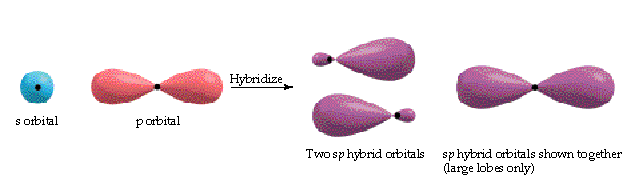 Hybridize
s orbital
p orbital
Two sp hybrid orbitals
sp hybrid orbitals shown together
(large lobes only)